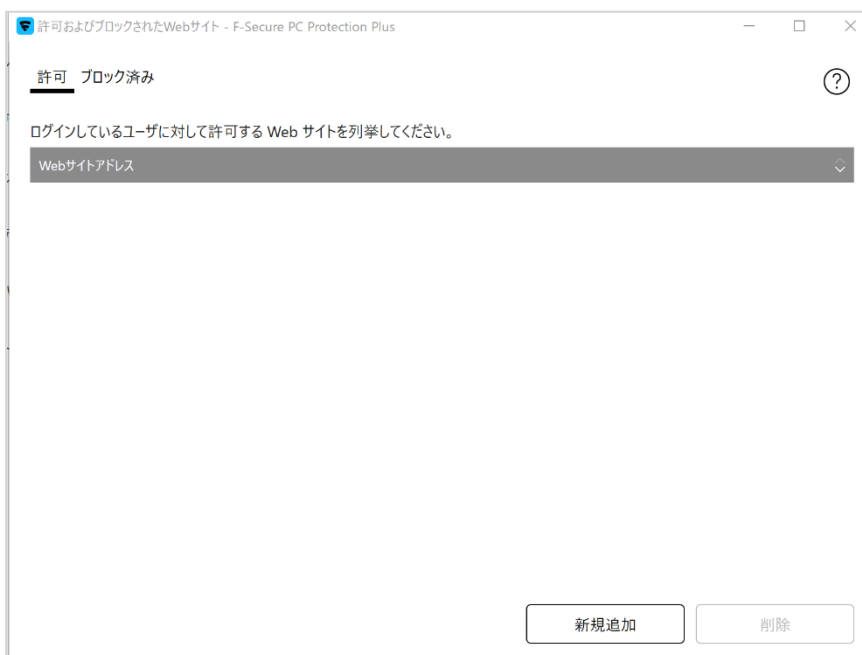 許可およびブロックされたWebサイト - F-Secure PC Protection Plus
許可 ブロック済み
ログインしているユーザに対して許可する Web サイトを列挙してください。
Webサイトアドレス
新規追加 削除